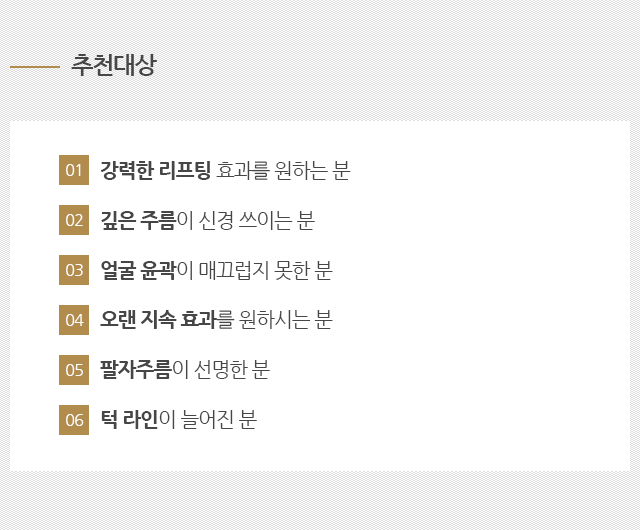 추천대상
01 강력한 리프팅 효과를 원하는 분
02 깊은 주름이 신경 쓰이는 분
03 얼굴 윤곽이 매끄럽지 못한 분
04 오랜 지속 효과를 원하시는 분
05 팔자주름이 선명한 분
06 턱 라인이 늘어진 분